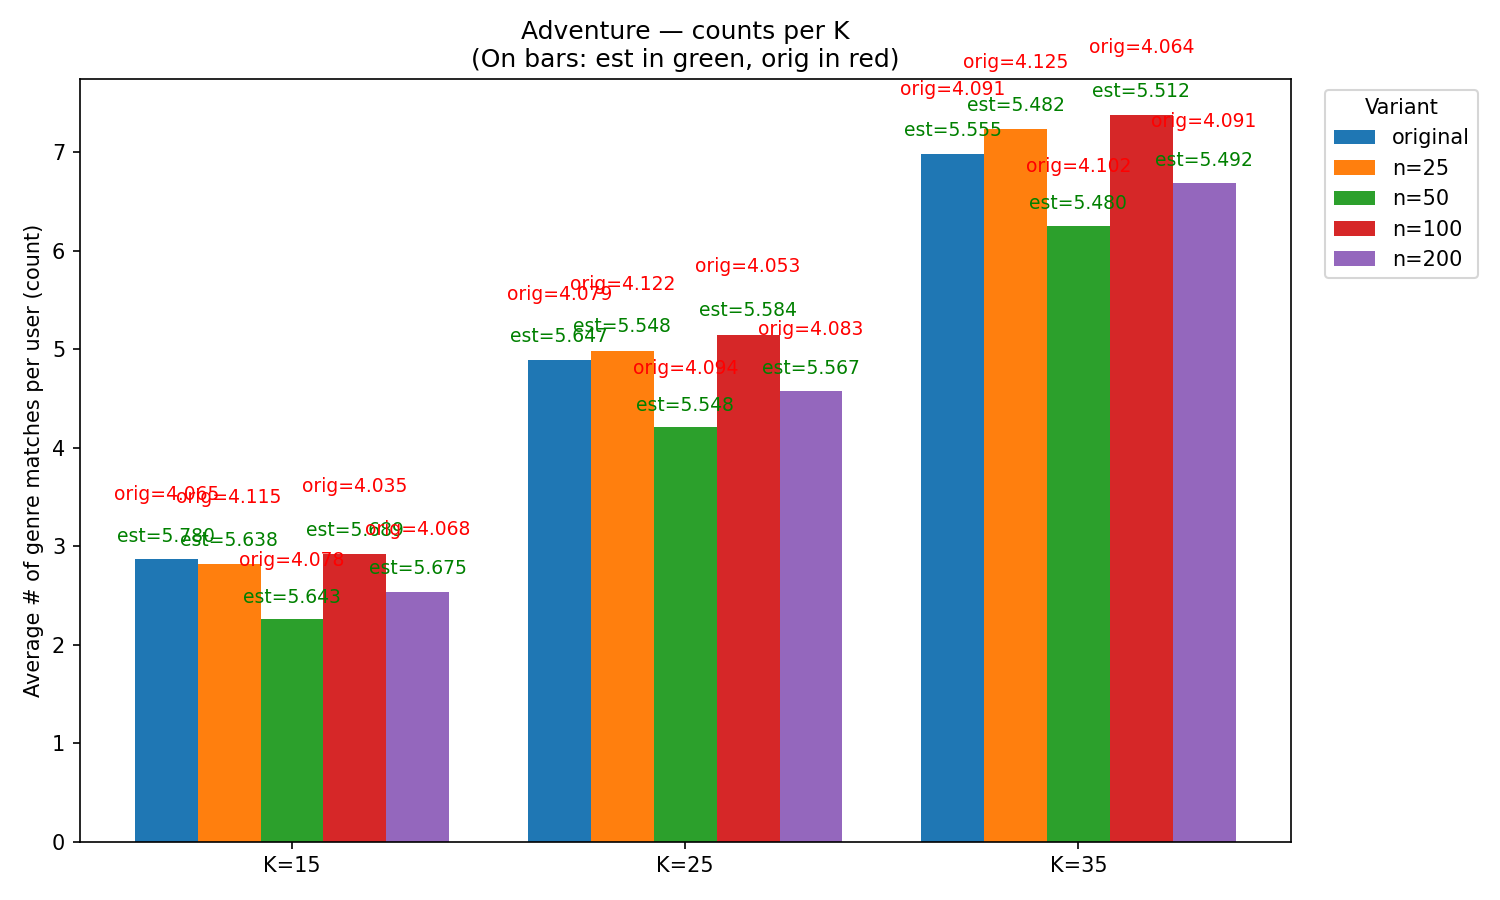 Adventure — counts per K
(On bars: est in green, orig in red)
Average # of genre matches per user (count)
7
6
5
4
3
2
1
0
orig=4.065
est=5.780
orig=4.115
est=5.638
orig=4.078
est=5.643
orig=4.035
est=5.689
orig=4.068
est=5.675
orig=4.079
est=5.647
orig=4.122
est=5.548
orig=4.094
est=5.548
orig=4.053
est=5.584
orig=4.083
est=5.567
orig=4.091
est=5.555
orig=4.125
est=5.482
orig=4.102
est=5.480
orig=4.064
est=5.512
orig=4.091
est=5.492
K=15
K=25
K=35
Variant
original
n=25
n=50
n=100
n=200